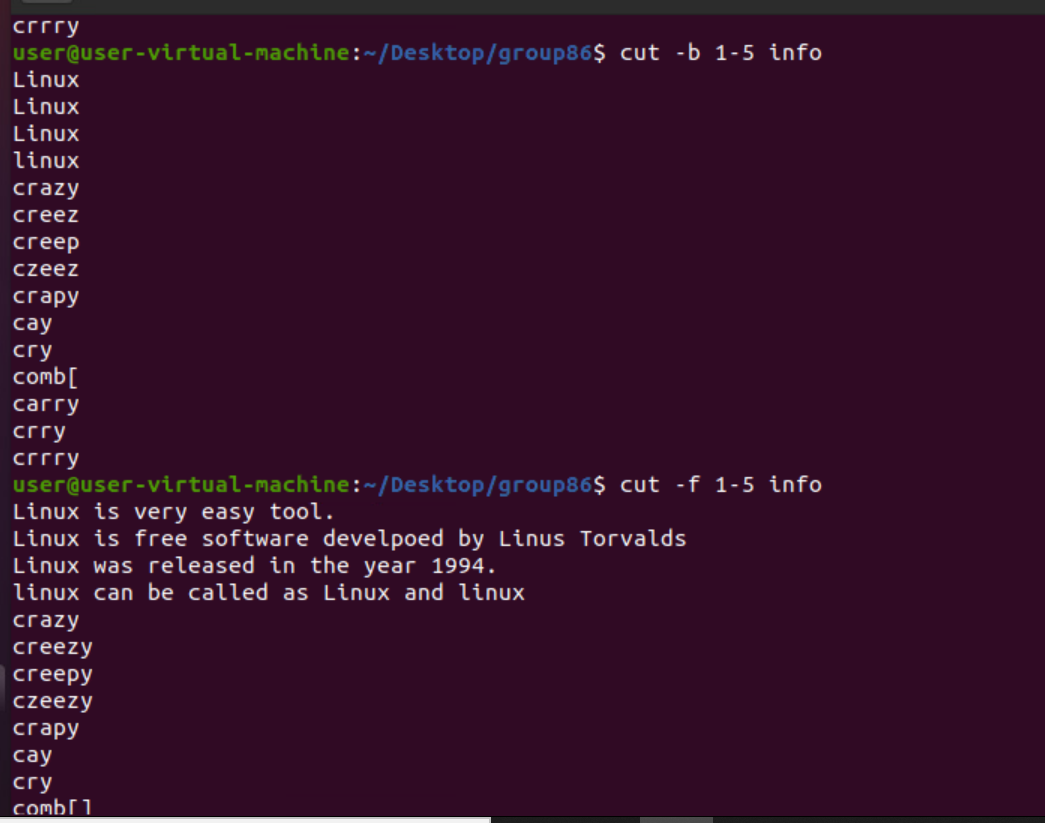 crrry
user@user-virtual-machine:~/Desktop/group86$ cut -b 1-5 info
Linux
Linux
Linux
linux
crazy
creez
creep
czeez
crapy
cay
cry
comb[
carry
crry
crrry
user@user-virtual-machine:~/Desktop/group86$ cut -f 1-5 info
Linux is very easy tool.
Linux is free software develpoed by Linus Torvalds
Linux was released in the year 1994.
linux can be called as Linux and linux
crazy
creezy
creepy
czeezy
crapy
cay
cry
comb[]